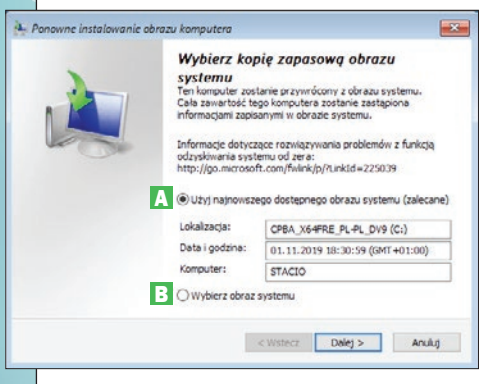 Ponowne instalowanie obrazu komputera
Wybierz kopię zapasową obrazu
systemu
Ten komputer zostanie przywrócony z obrazu systemu.
Cała zawartość tego komputera zostanie zastąpiona
informacjami zapisanymi w obrazie systemu.
Informacje dotyczące rozwiązywania problemów z funkcją
odzyskiwania systemu od zera:
http://go.microsoft.com/fwlink/p/?LinkId=225039
A Użyj najnowszego dostępnego obrazu systemu (zalecane)
Lokalizacja: CPBA_X64FRE_PL-PL_DV9 (C:)
Data i godzina: 01.11.2019 18:30:59 (GMT+01:00)
Komputer: STACIO
B Wybierz obraz systemu
< Wstecz Dalej > Anuluj